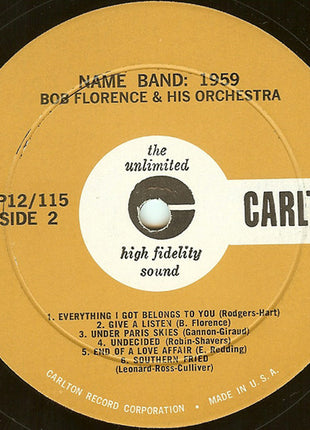 NAME BAND: 1959
BOB FLORENCE & HIS ORCHESTRA
the
unlimited
P12/115
SIDE 2
CARLT
high fidelity
sound
1. EVERYTHING I GOT BELONGS TO YOU (Rodgers-Hart)
2. GIVE A LISTEN (B. Florence)
3. UNDER PARIS SKIES (Gannon-Giraud)
4. UNDECIDED (Robin-Shavers)
5. END OF A LOVE AFFAIR (E. Redding)
6. SOUTHERN FRIED
(Leonard-Ross-Culliver)
CARLTON RECORD CORPORATION • MADE IN U.S.A.